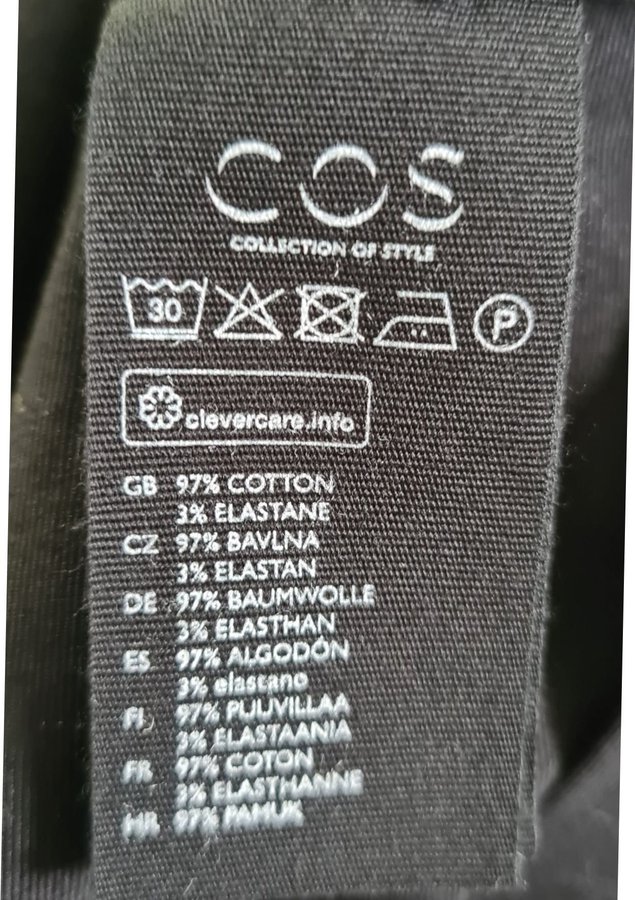 COS
COLLECTION OF STYLE
30 P
clevercare.info
GB 97% COTTON
3% ELASTANE
CZ 97% BAVLNA
3% ELASTAN
DE 97% BAUMWOLLE
3% ELASTHAN
ES 97% ALGODÓN
3% elastano
FI 97% PUUVILLAA
3% ELASTAANIA
FR 97% COTON
3% ELASTHANNE
HR 97% PAMUK